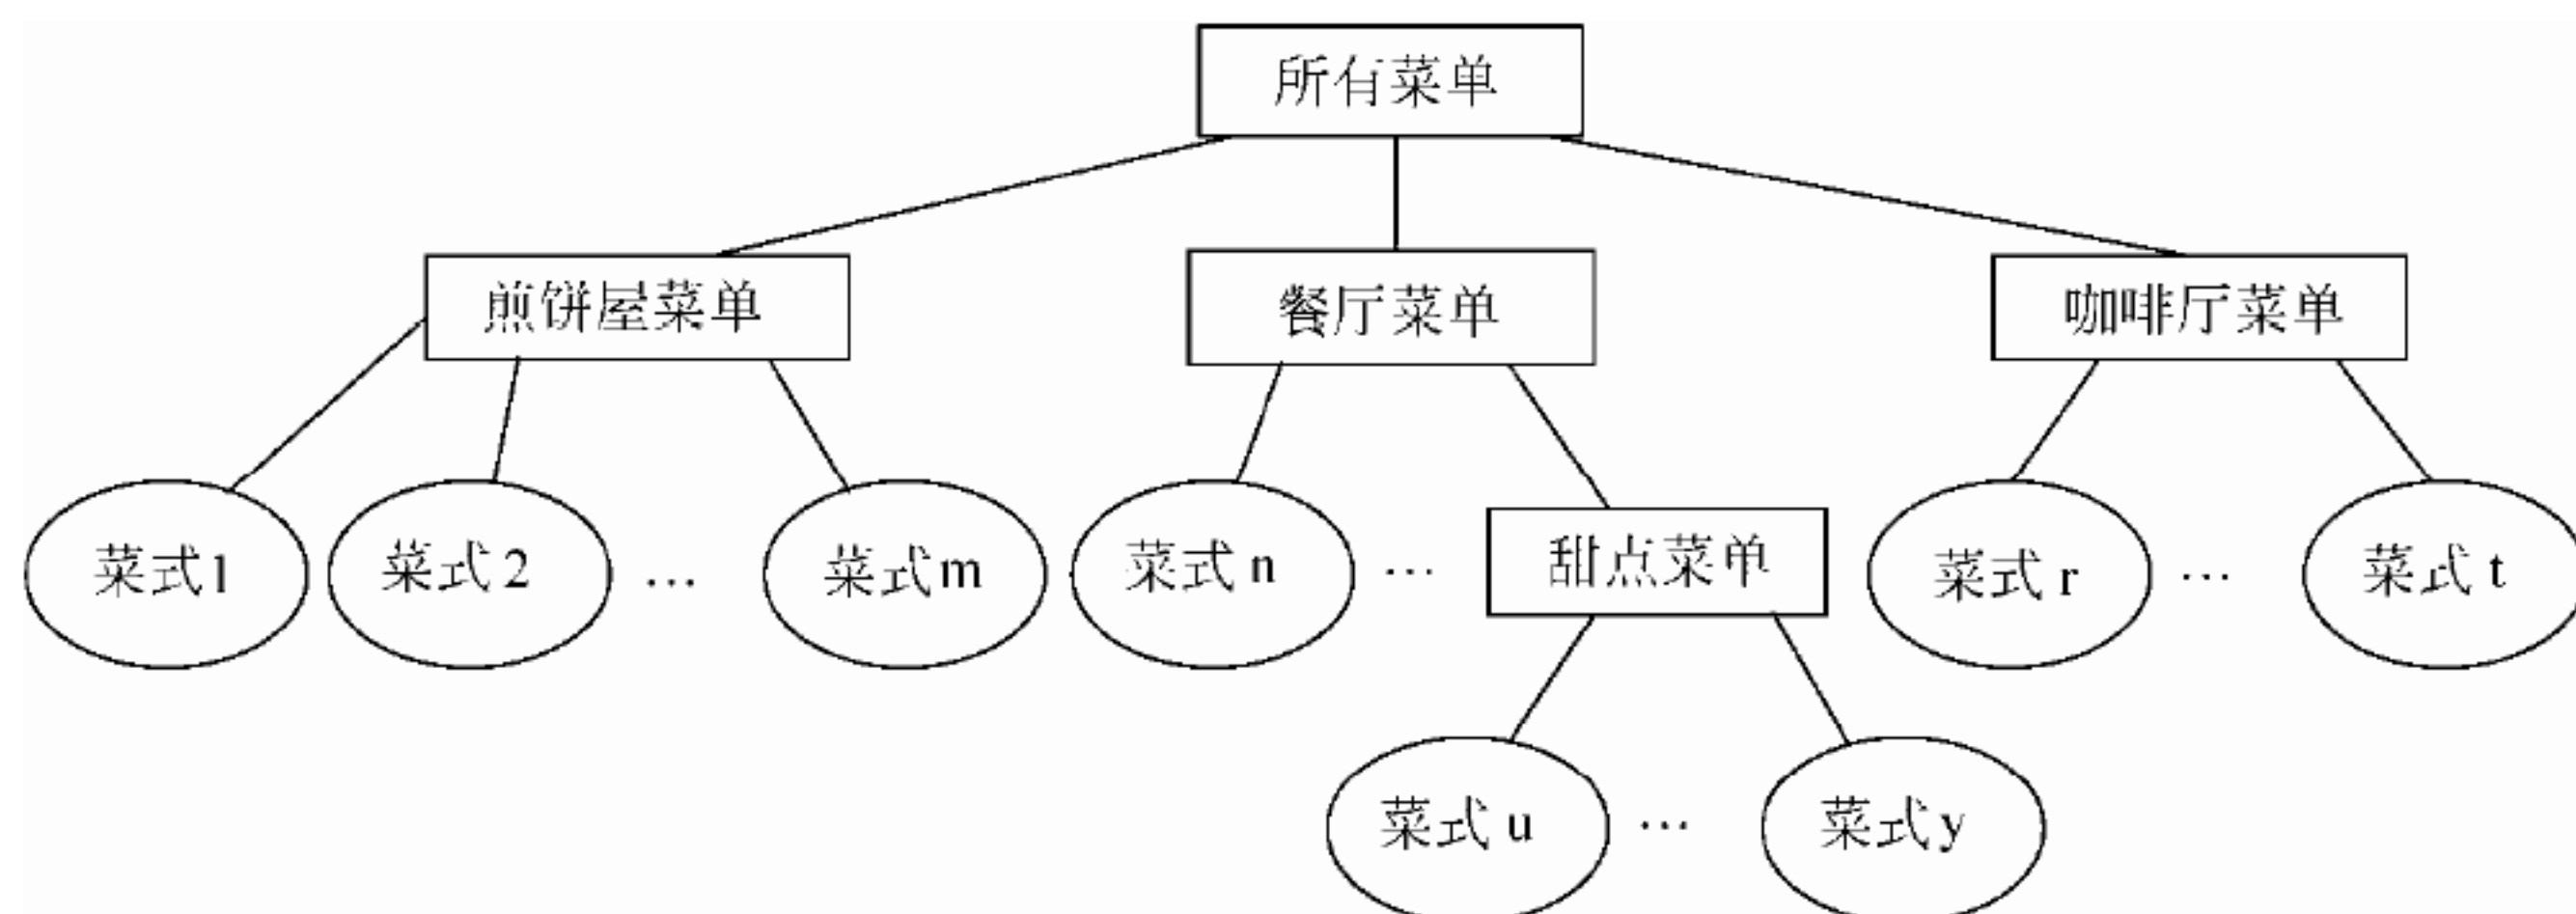 所有菜单
煎饼屋菜单
餐厅菜单
咖啡厅菜单
菜式1
菜式2
…
菜式m
菜式n
…
甜点菜单
菜式r
…
菜式t
菜式u
…
菜式y